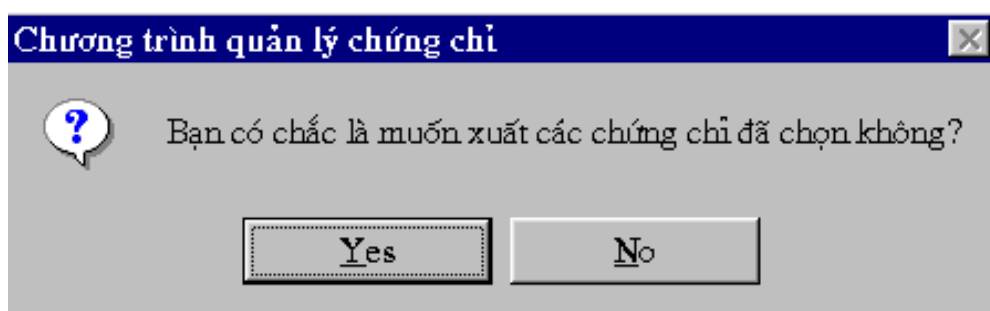 Chương trình quản lý chứng chỉ
Bạn có chắc là muốn xuất các chứng chỉ đã chọn không?
Yes
No